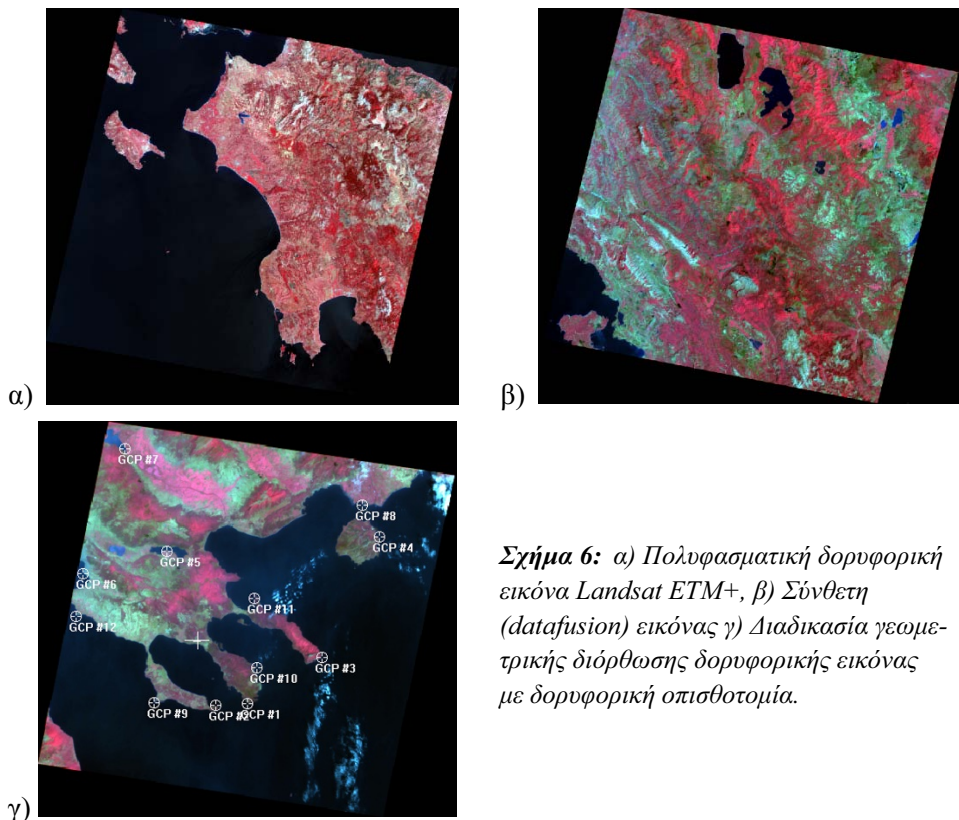 α)
β)
GCP #7
GCP #8
GCP #4
GCP #5
GCP #6
GCP #11
GCP #12
GCP #3
GCP #10
GCP #9
GCP #2
GCP #1
γ)
Σχήμα 6: α) Πολυφασματική δορυφορική
εικόνα Landsat ETM+, β) Σύνθετη
(datafusion) εικόνας γ) Διαδικασία γεωμε-
τρικής διόρθωσης δορυφορικής εικόνας
με δορυφορική οπισθοτομία.